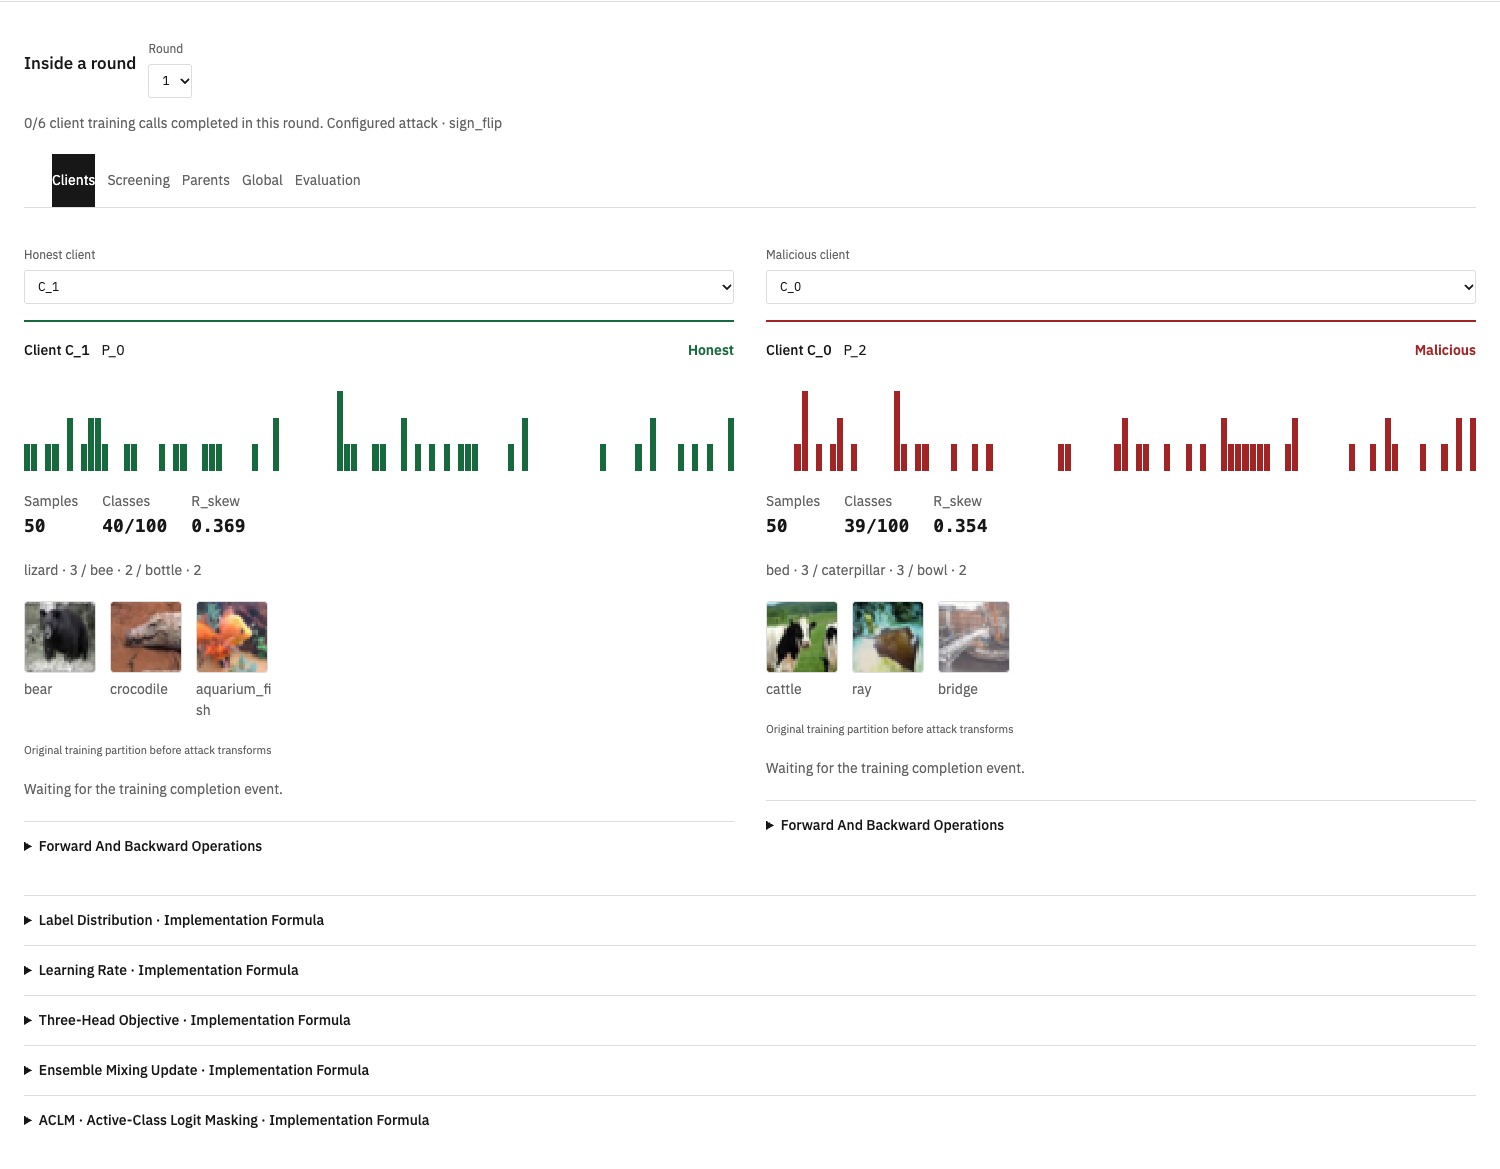 Inside a round
Round
1
0/6 client training calls completed in this round. Configured attack · sign_flip
Clients Screening Parents Global Evaluation
Honest client
C_1
Client C_1 P_0 Honest
Samples Classes R_skew
50 40/100 0.369
lizard · 3 / bee · 2 / bottle · 2
bear crocodile aquarium_fi
sh
Original training partition before attack transforms
Waiting for the training completion event.
▶ Forward And Backward Operations
Malicious client
C_0
Client C_0 P_2 Malicious
Samples Classes R_skew
50 39/100 0.354
bed · 3 / caterpillar · 3 / bowl · 2
cattle ray bridge
Original training partition before attack transforms
Waiting for the training completion event.
▶ Forward And Backward Operations
▶ Label Distribution · Implementation Formula
▶ Learning Rate · Implementation Formula
▶ Three-Head Objective · Implementation Formula
▶ Ensemble Mixing Update · Implementation Formula
▶ ACLM · Active-Class Logit Masking · Implementation Formula